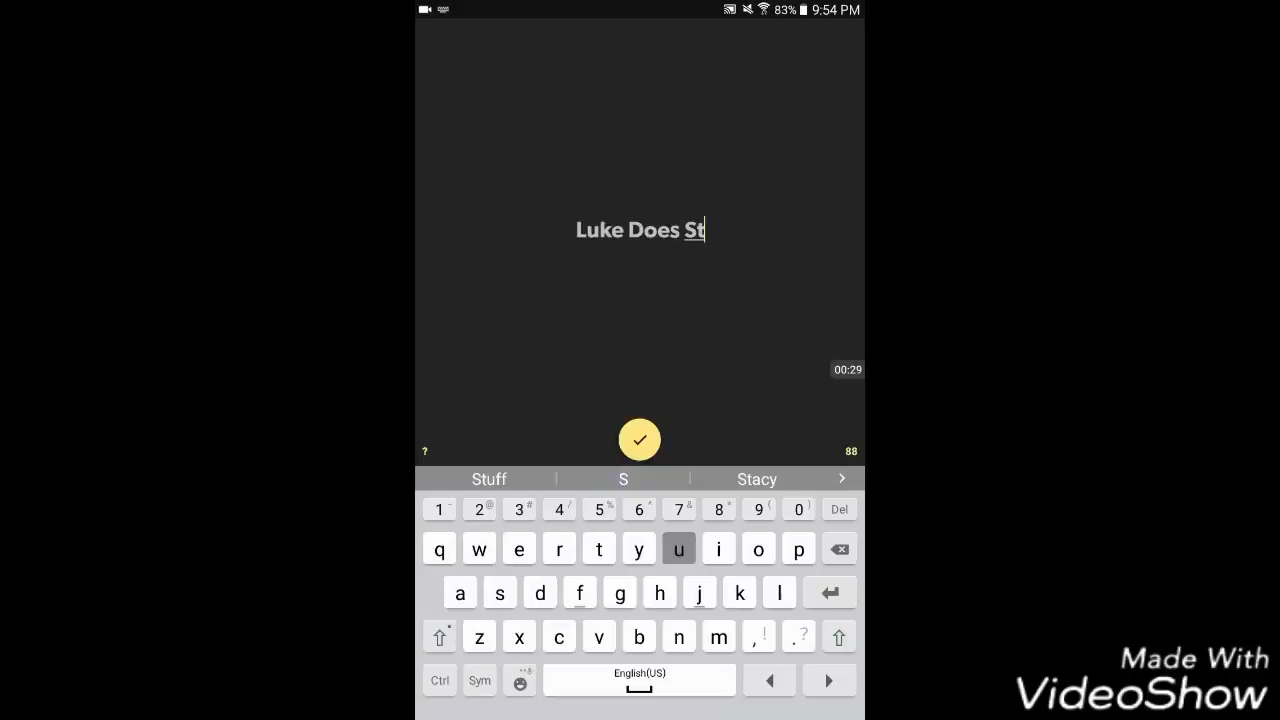 83% 9:54 PM
Luke Does St
00:29
? 88
Stuff S Stacy >
1 - 2 @ 3 # 4 / 5 % 6 ^ 7 & 8 * 9 ( 0 ) Del
q w e r t y u i o p
a s d f g h j k l
z x c v b n m , ! . ?
Ctrl Sym English(US)
Made With
VideoShow